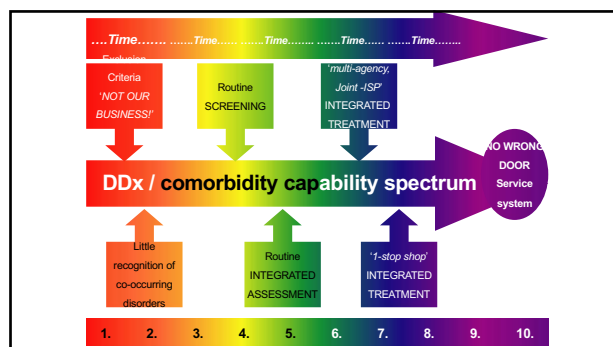 ….Time……. …….Time…… ….Time…….. ……Time…… …….Time……..
Exclusion
Criteria
‘NOT OUR
BUSINESS!’
Routine
SCREENING
‘multi-agency,
Joint -ISP’
INTEGRATED
TREATMENT
DDx / comorbidity capability spectrum
NO WRONG
DOOR
Service
system
Little
recognition of
co-occurring
disorders
Routine
INTEGRATED
ASSESSMENT
‘1-stop shop’
INTEGRATED
TREATMENT
1. 2. 3. 4. 5. 6. 7. 8. 9. 10.